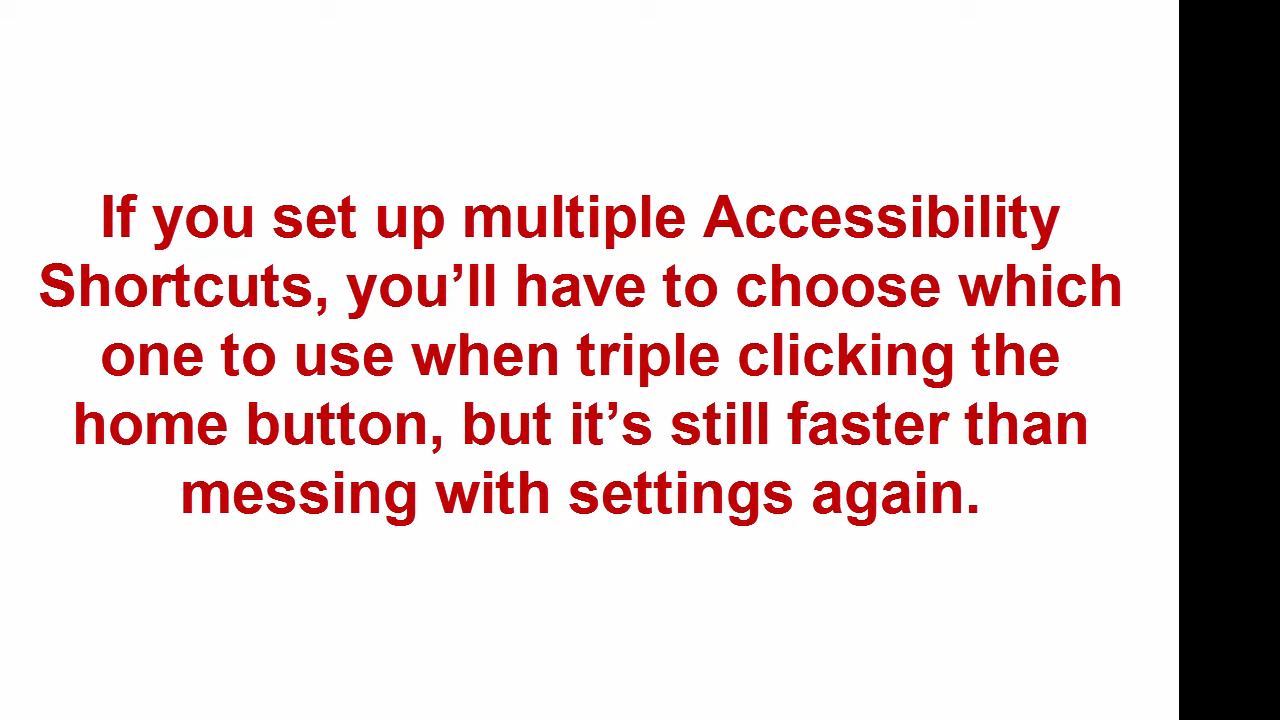 If you set up multiple Accessibility
Shortcuts, you’ll have to choose which
one to use when triple clicking the
home button, but it’s still faster than
messing with settings again.